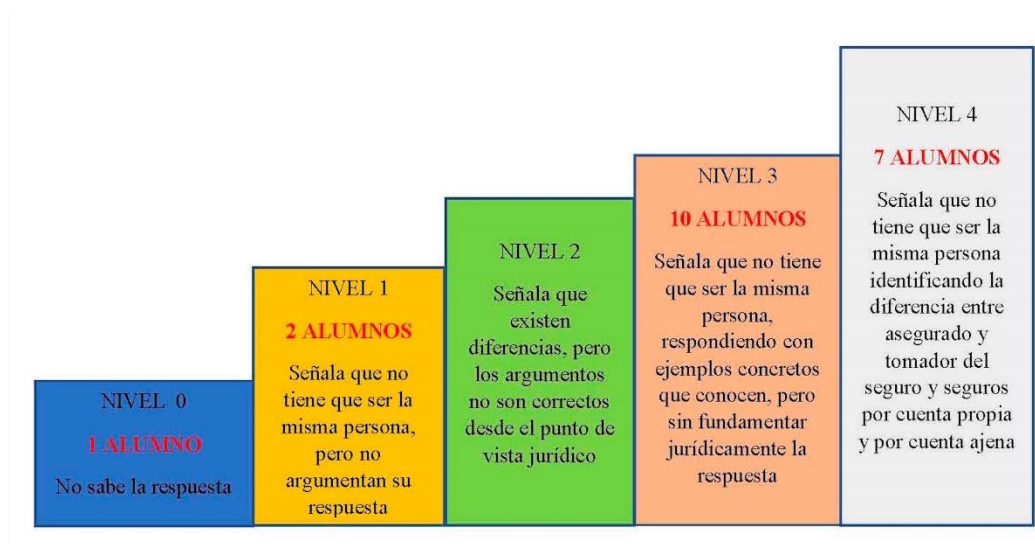 NIVEL 0
1 ALUMNO
No sabe la respuesta
NIVEL 1
2 ALUMNOS
Señala que no
tiene que ser la
misma persona,
pero no
argumentan su
respuesta
NIVEL 2
Señala que
existen
diferencias, pero
los argumentos
no son correctos
desde el punto de
vista jurídico
NIVEL 3
10 ALUMNOS
Señala que no tiene
que ser la misma
persona,
respondiendo con
ejemplos concretos
que conocen, pero
sin fundamentar
jurídicamente la
respuesta
NIVEL 4
7 ALUMNOS
Señala que no
tiene que ser la
misma persona
identificando la
diferencia entre
asegurado y
tomador del
seguro y seguros
por cuenta propia
y por cuenta ajena